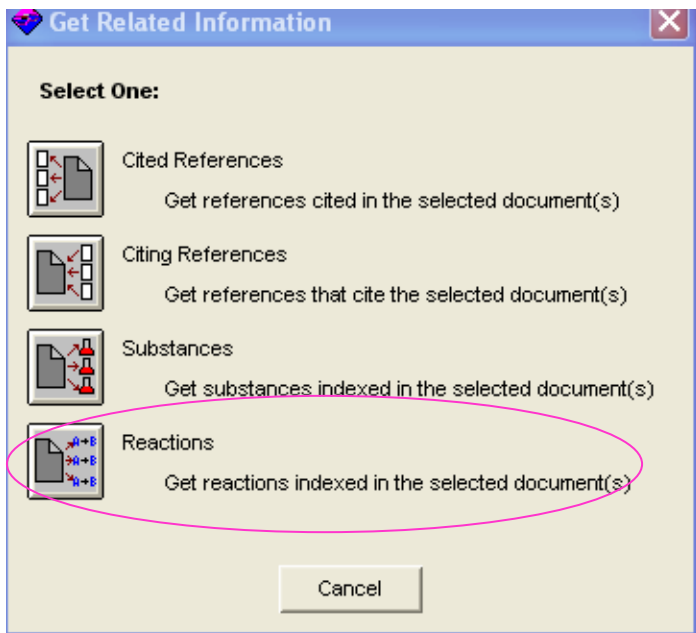 Get Related Information
Select One:
Cited References
Get references cited in the selected document(s)
Citing References
Get references that cite the selected document(s)
Substances
Get substances indexed in the selected document(s)
Reactions
A→B
A→B
A→B
Get reactions indexed in the selected document(s)
Cancel